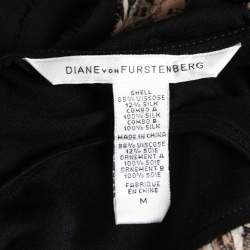 DIANE VON FURSTENBERG
SHELL
88% VISCOSE
12% SILK
COMBO A
100% SILK
COMBO B
100% SILK
MADE IN CHINA
88% VISCOSE
12% SOIE
ORNEMENT A
100% SOIE
ORNEMENT B
100% SOIE
FABRIQUE
EN CHINE
M